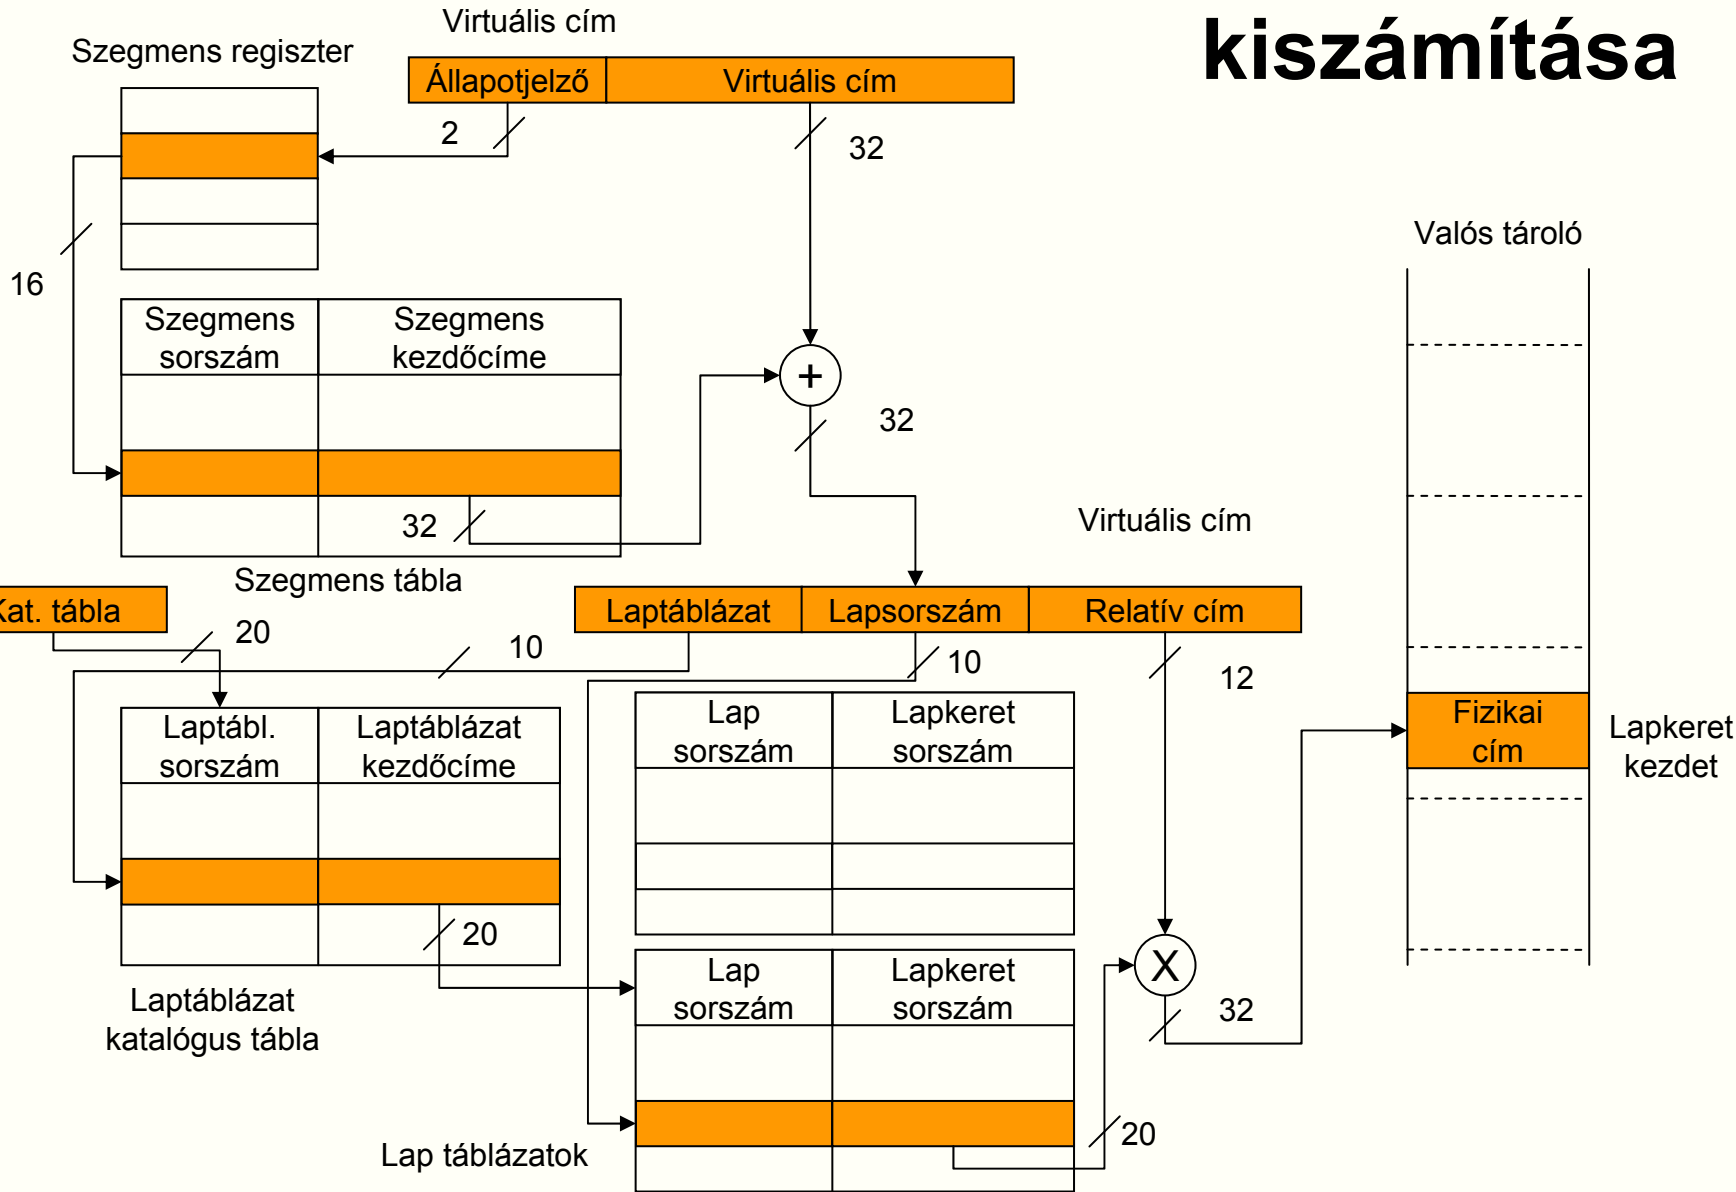 kiszámítása
Virtuális cím
Szegmens regiszter
Állapotjelző
Virtuális cím
2
32
16
Valós tároló
Szegmens
sorszám
Szegmens
kezdőcíme
+
32
32
Virtuális cím
Szegmens tábla
Kat. tábla
Laptáblázat
Lapsorszám
Relatív cím
20
10
10
12
Laptábl.
sorszám
Laptáblázat
kezdőcíme
Lap
sorszám
Lapkeret
sorszám
Fizikai
cím
Lapkeret
kezdet
20
Laptáblázat
katalógus tábla
Lap
sorszám
Lapkeret
sorszám
X
32
20
Lap táblázatok